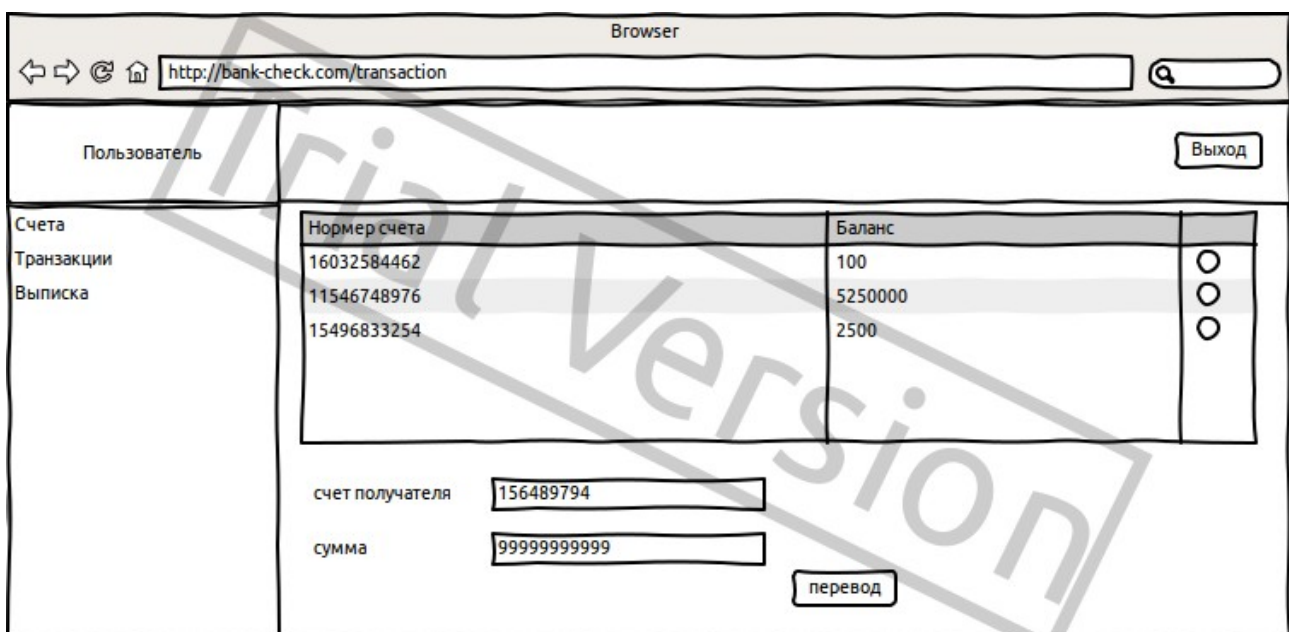 Browser
http://bank-check.com/transaction
Пользователь
Выход
Счета
Транзакции
Выписка
Нормер счета Баланс
16032584462 100
11546748976 5250000
15496833254 2500
счет получателя 156489794
сумма 99999999999
перевод
Trial Version